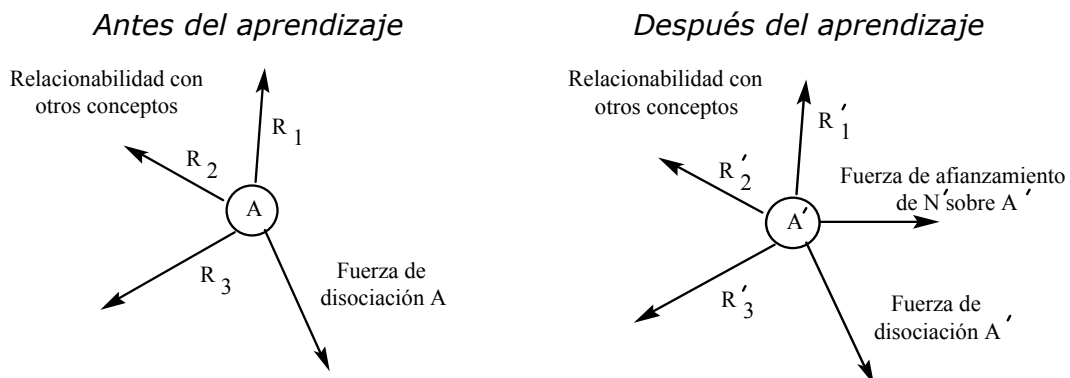 Antes del aprendizaje
Relacionabilidad con
otros conceptos
R 1
R 2
A
R 3
Fuerza de
disociación A
Después del aprendizaje
Relacionabilidad con
otros conceptos
R′1
R′2
Fuerza de afianzamiento
de N′ sobre A′
A′
R′3
Fuerza de
disociación A′